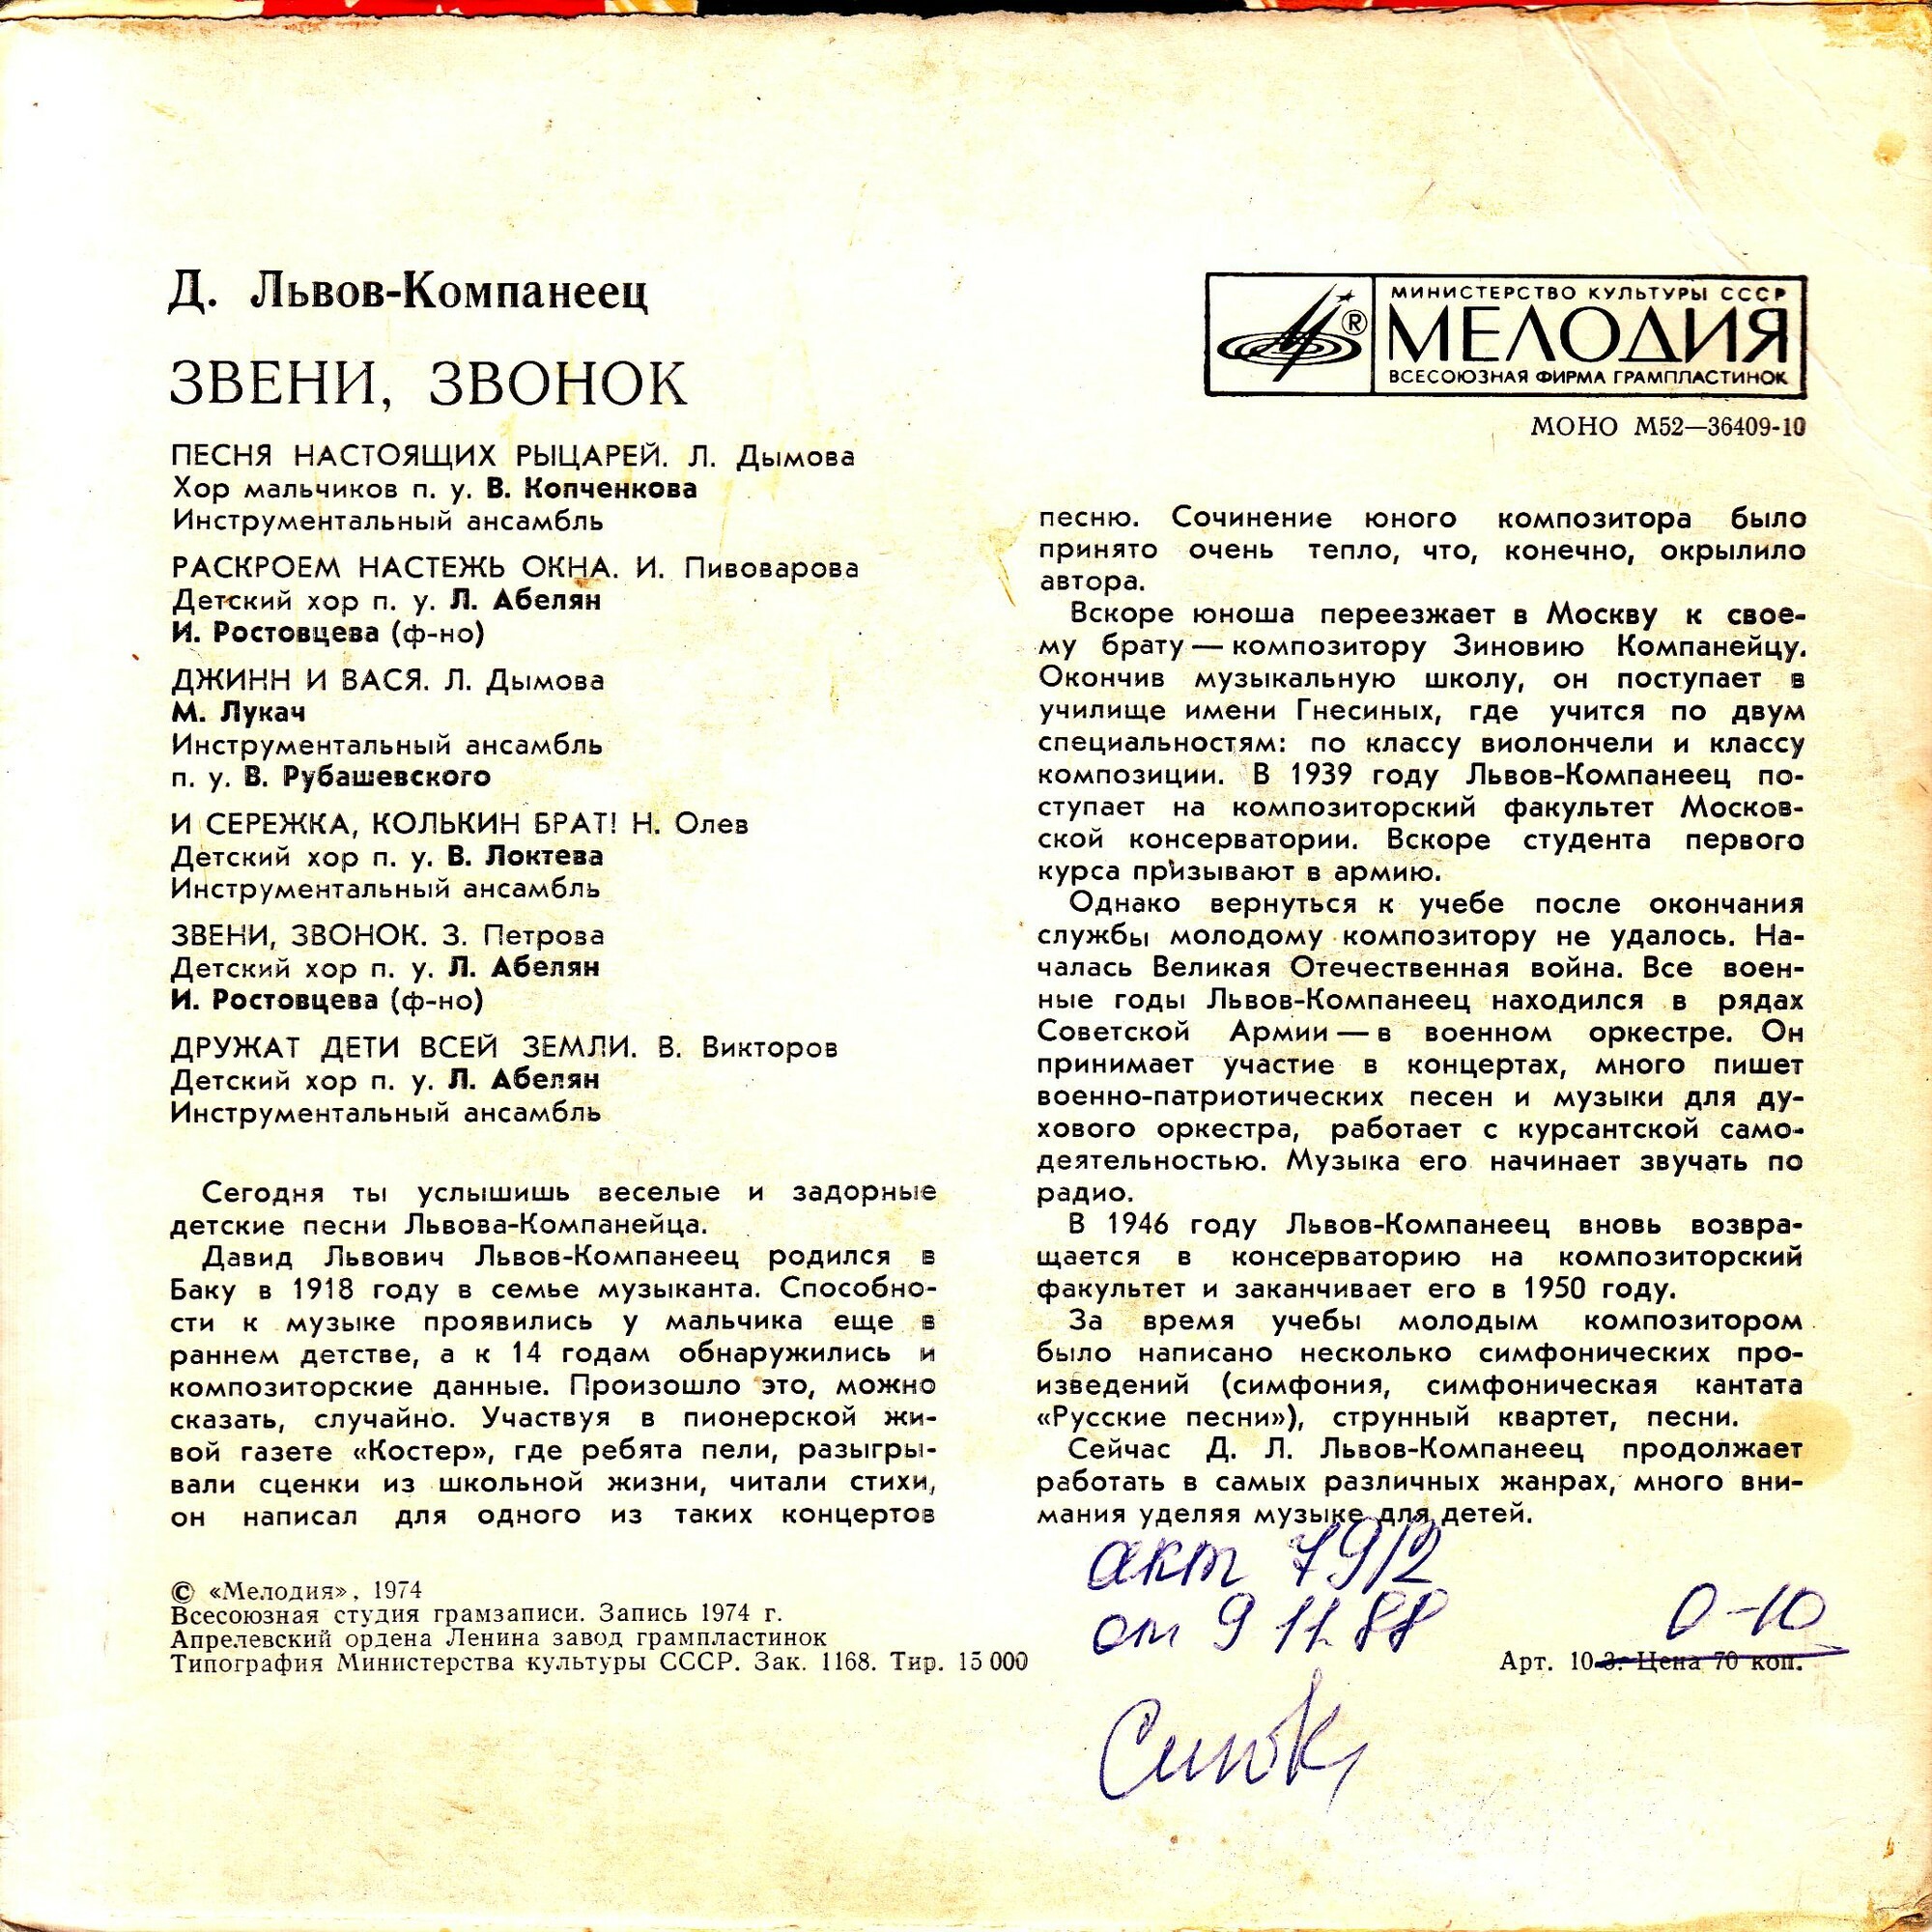 Д. Львов-Компанеец
ЗВЕНИ, ЗВОНОК
ПЕСНЯ НАСТОЯЩИХ РЫЦАРЕЙ. Л. Дымова
Хор мальчиков п. у. В. Копченкова
Инструментальный ансамбль
РАСКРОЕМ НАСТЕЖЬ ОКНА. И. Пивоварова
Детский хор п. у. Л. Абелян
И. Ростовцева (ф-но)
ДЖИНН И ВАСЯ. Л. Дымова
М. Лукач
Инструментальный ансамбль
п. у. В. Рубашевского
И СЕРЕЖКА, КОЛЬКИН БРАТ! Н. Олев
Детский хор п. у. В. Локтева
Инструментальный ансамбль
ЗВЕНИ, ЗВОНОК. З. Петрова
Детский хор п. у. Л. Абелян
И. Ростовцева (ф-но)
ДРУЖАТ ДЕТИ ВСЕЙ ЗЕМЛИ. В. Викторов
Детский хор п. у. Л. Абелян
Инструментальный ансамбль
Сегодня ты услышишь веселые и задорные
детские песни Львова-Компанейца.
Давид Львович Львов-Компанеец родился в
Баку в 1918 году в семье музыканта. Способно-
сти к музыке проявились у мальчика еще в
раннем детстве, а к 14 годам обнаружились и
композиторские данные. Произошло это, можно
сказать, случайно. Участвуя в пионерской жи-
вой газете «Костер», где ребята пели, разыгры-
вали сценки из школьной жизни, читали стихи,
он написал для одного из таких концертов
МИНИСТЕРСТВО КУЛЬТУРЫ СССР
МЕЛОДИЯ
®
ВСЕСОЮЗНАЯ ФИРМА ГРАМПЛАСТИНОК
МОНО М52—36409-10
песню. Сочинение юного композитора было
принято очень тепло, что, конечно, окрылило
автора.
Вскоре юноша переезжает в Москву к свое-
му брату — композитору Зиновию Компанейцу.
Окончив музыкальную школу, он поступает в
училище имени Гнесиных, где учится по двум
специальностям: по классу виолончели и классу
композиции. В 1939 году Львов-Компанеец по-
ступает на композиторский факультет Москов-
ской консерватории. Вскоре студента первого
курса призывают в армию.
Однако вернуться к учебе после окончания
службы молодому композитору не удалось. На-
чалась Великая Отечественная война. Все воен-
ные годы Львов-Компанеец находился в рядах
Советской Армии — в военном оркестре. Он
принимает участие в концертах, много пишет
военно-патриотических песен и музыки для ду-
хового оркестра, работает с курсантской само-
деятельностью. Музыка его начинает звучать по
радио.
В 1946 году Львов-Компанеец вновь возвра-
щается в консерваторию на композиторский
факультет и заканчивает его в 1950 году.
За время учебы молодым композитором
было написано несколько симфонических про-
изведений (симфония, симфоническая кантата
«Русские песни»), струнный квартет, песни.
Сейчас Д. Л. Львов-Компанеец продолжает
работать в самых различных жанрах, много вни-
мания уделяя музыке для детей.
акт 79/2
от 9 11. 88
0-10
© «Мелодия», 1974
Всесоюзная студия грамзаписи. Запись 1974 г.
Апрелевский ордена Ленина завод грампластинок
Типография Министерства культуры СССР. Зак. 1168. Тир. 15 000
Арт. 10-3. Цена 70 коп.